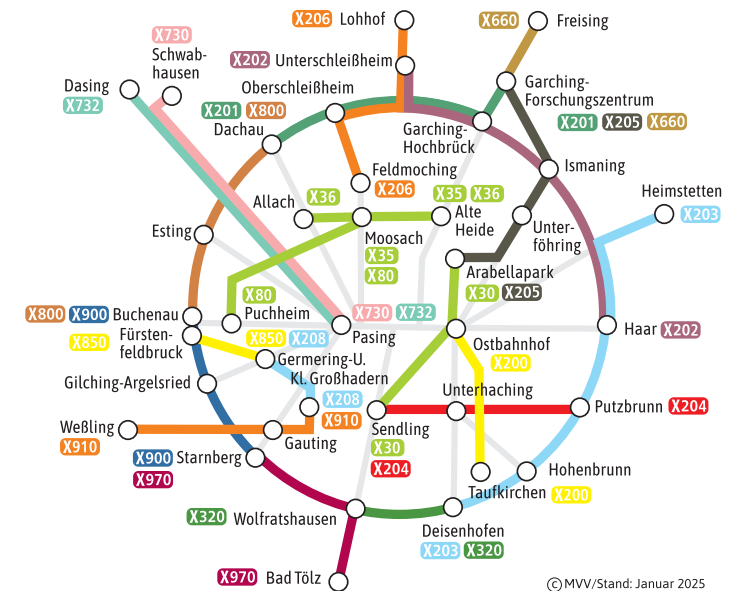 X206 Lohhof
X660 Freising
X730
Schwab-
hausen
X202 Unterschleißheim
Dasing
X732
Oberschleißheim
Garching-
Forschungszentrum
X201 X205 X660
X201 X800
Dachau
Garching-
Hochbrück
Feldmoching
X206
Ismaning
Heimstetten
X203
Allach
X36
X35 X36
Alte
Heide
Moosach
X35
X80
Unter-
föhring
Esting
Arabellapark
X30 X205
X80
Puchheim
X800 X900 Buchenau
X730 X732
Pasing
Haar X202
X850
Fürsten-
feldbruck
X850 X208
Germering-U.
Ostbahnhof
X200
Gilching-Argelsried
Kl. Großhadern
X208
X910
Unterhaching
Putzbrunn X204
Weßling
X910
Gauting
Sendling
X30
X204
X900 Starnberg
X970
Hohenbrunn
X200
Taufkirchen
X320 Wolfratshausen
Deisenhofen
X203 X320
X970 Bad Tölz
© MVV/Stand: Januar 2025